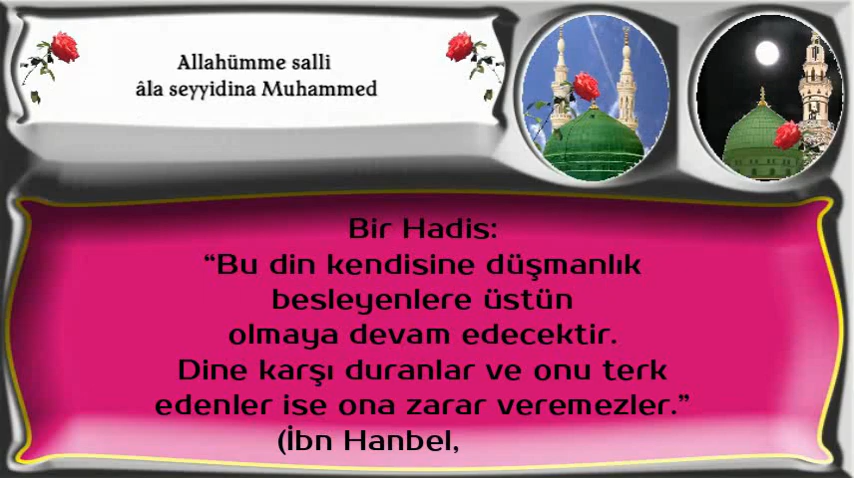 Allahümme salli
âla seyyidina Muhammed
Bir Hadis:
“Bu din kendisine düşmanlık
besleyenlere üstün
olmaya devam edecektir.
Dine karşı duranlar ve onu terk
edenler ise ona zarar veremezler.”
(İbn Hanbel,